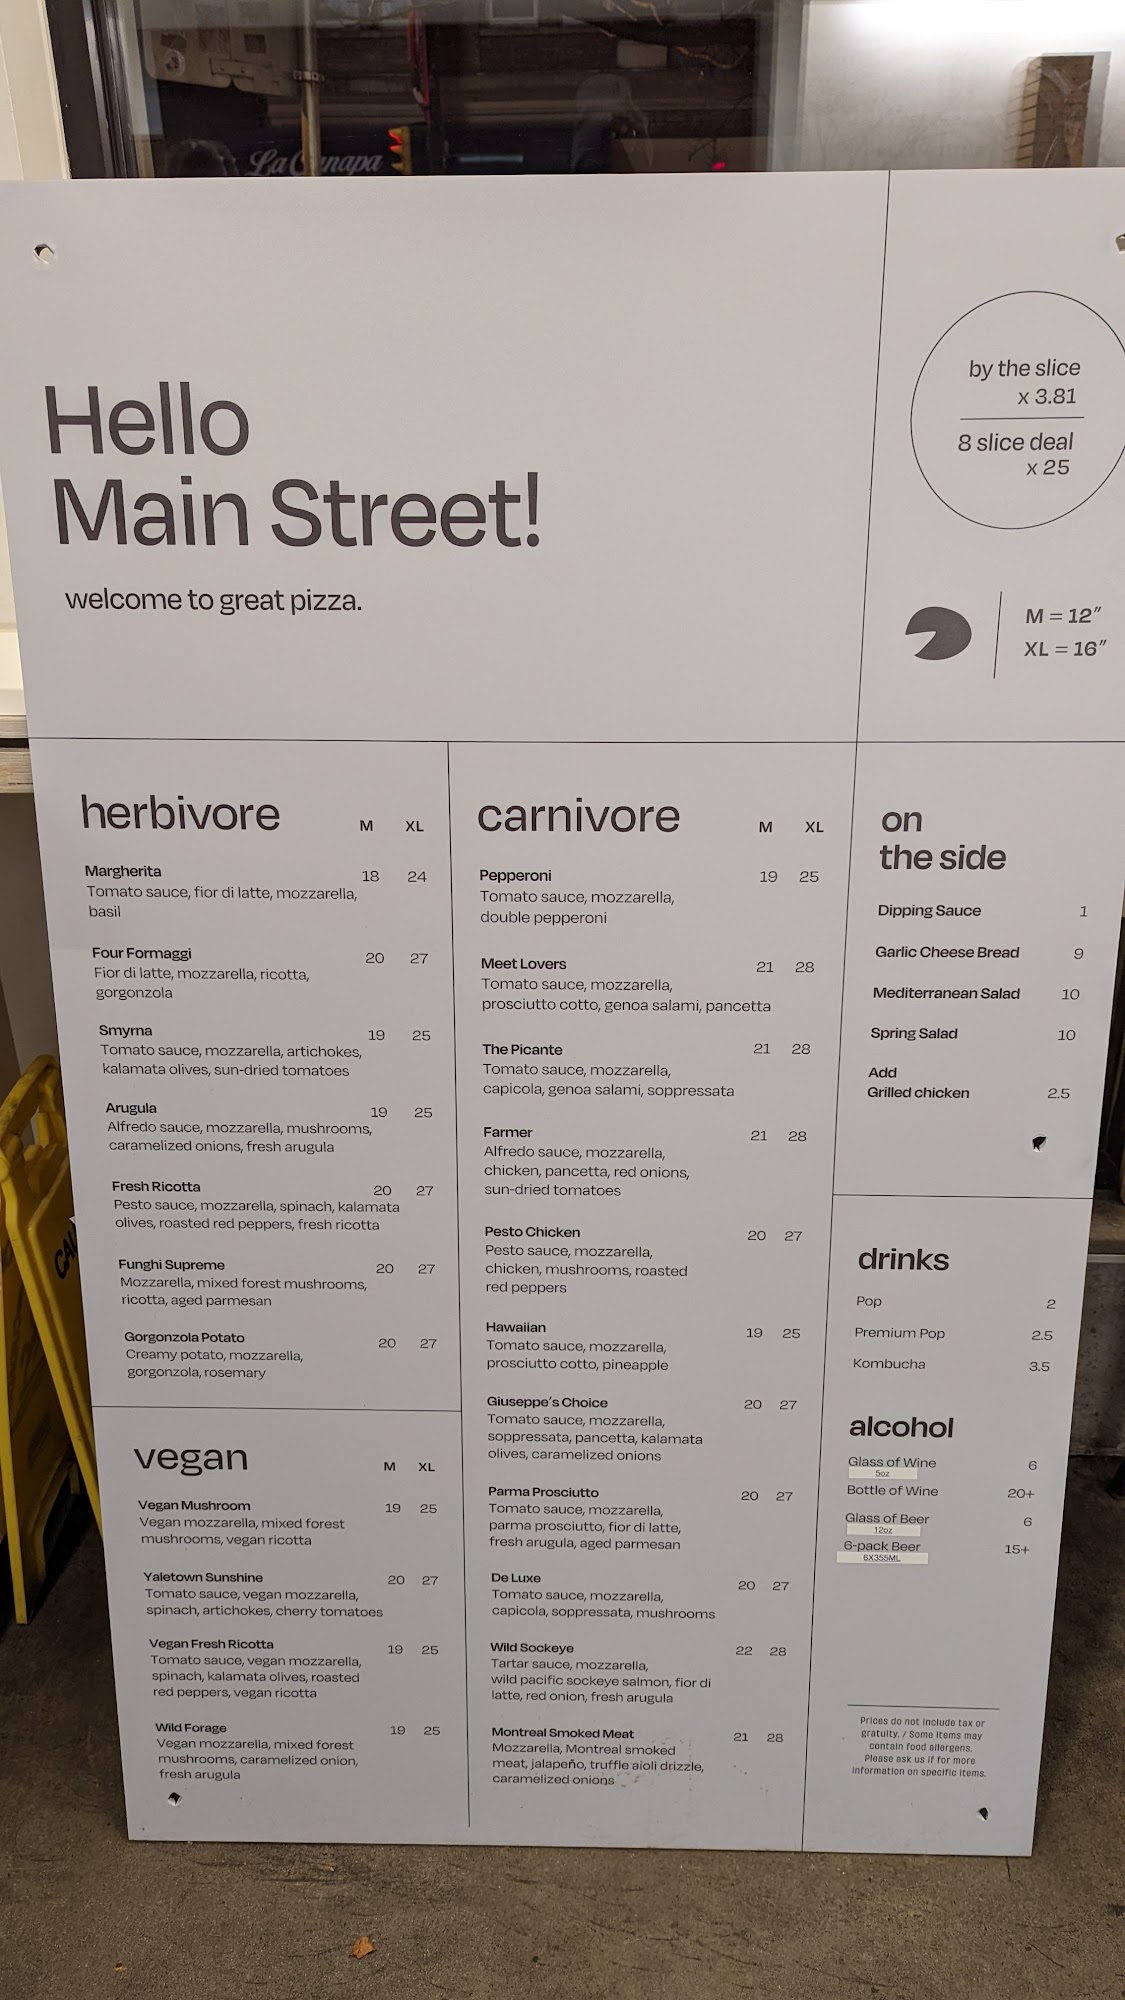 La Canapa
Hello
Main Street!
welcome to great pizza.
by the slice
x 3.81
8 slice deal
x 25
M = 12"
XL = 16"
herbivore M XL
Margherita 18 24
Tomato sauce, fior di latte, mozzarella,
basil
Four Formaggi 20 27
Fior di latte, mozzarella, ricotta,
gorgonzola
Smyrna 19 25
Tomato sauce, mozzarella, artichokes,
kalamata olives, sun-dried tomatoes
Arugula 19 25
Alfredo sauce, mozzarella, mushrooms,
caramelized onions, fresh arugula
Fresh Ricotta 20 27
Pesto sauce, mozzarella, spinach, kalamata
olives, roasted red peppers, fresh ricotta
Funghi Supreme 20 27
Mozzarella, mixed forest mushrooms,
ricotta, aged parmesan
Gorgonzola Potato 20 27
Creamy potato, mozzarella,
gorgonzola, rosemary
vegan M XL
Vegan Mushroom 19 25
Vegan mozzarella, mixed forest
mushrooms, vegan ricotta
Yaletown Sunshine 20 27
Tomato sauce, vegan mozzarella,
spinach, artichokes, cherry tomatoes
Vegan Fresh Ricotta 19 25
Tomato sauce, vegan mozzarella,
spinach, kalamata olives, roasted
red peppers, vegan ricotta
Wild Forage 19 25
Vegan mozzarella, mixed forest
mushrooms, caramelized onion,
fresh arugula
carnivore M XL
Pepperoni 19 25
Tomato sauce, mozzarella,
double pepperoni
Meet Lovers 21 28
Tomato sauce, mozzarella,
prosciutto cotto, genoa salami, pancetta
The Picante 21 28
Tomato sauce, mozzarella,
capicola, genoa salami, soppressata
Farmer 21 28
Alfredo sauce, mozzarella,
chicken, pancetta, red onions,
sun-dried tomatoes
Pesto Chicken 20 27
Pesto sauce, mozzarella,
chicken, mushrooms, roasted
red peppers
Hawaiian 19 25
Tomato sauce, mozzarella,
prosciutto cotto, pineapple
Giuseppe's Choice 20 27
Tomato sauce, mozzarella,
soppressata, pancetta, kalamata
olives, caramelized onions
Parma Prosciutto 20 27
Tomato sauce, mozzarella,
parma prosciutto, fior di latte,
fresh arugula, aged parmesan
De Luxe 20 27
Tomato sauce, mozzarella,
capicola, soppressata, mushrooms
Wild Sockeye 22 28
Tartar sauce, mozzarella,
wild pacific sockeye salmon, fior di
latte, red onion, fresh arugula
Montreal Smoked Meat 21 28
Mozzarella, Montreal smoked
meat, jalapeño, truffle aioli drizzle,
caramelized onions
on
the side
Dipping Sauce 1
Garlic Cheese Bread 9
Mediterranean Salad 10
Spring Salad 10
Add
Grilled chicken 2.5
drinks
Pop 2
Premium Pop 2.5
Kombucha 3.5
alcohol
Glass of Wine 6
5oz
Bottle of Wine 20+
Glass of Beer 6
12oz
6-pack Beer 15+
6X355ML
Prices do not include tax or
gratuity. / Some items may
contain food allergens.
Please ask us if for more
information on specific items.